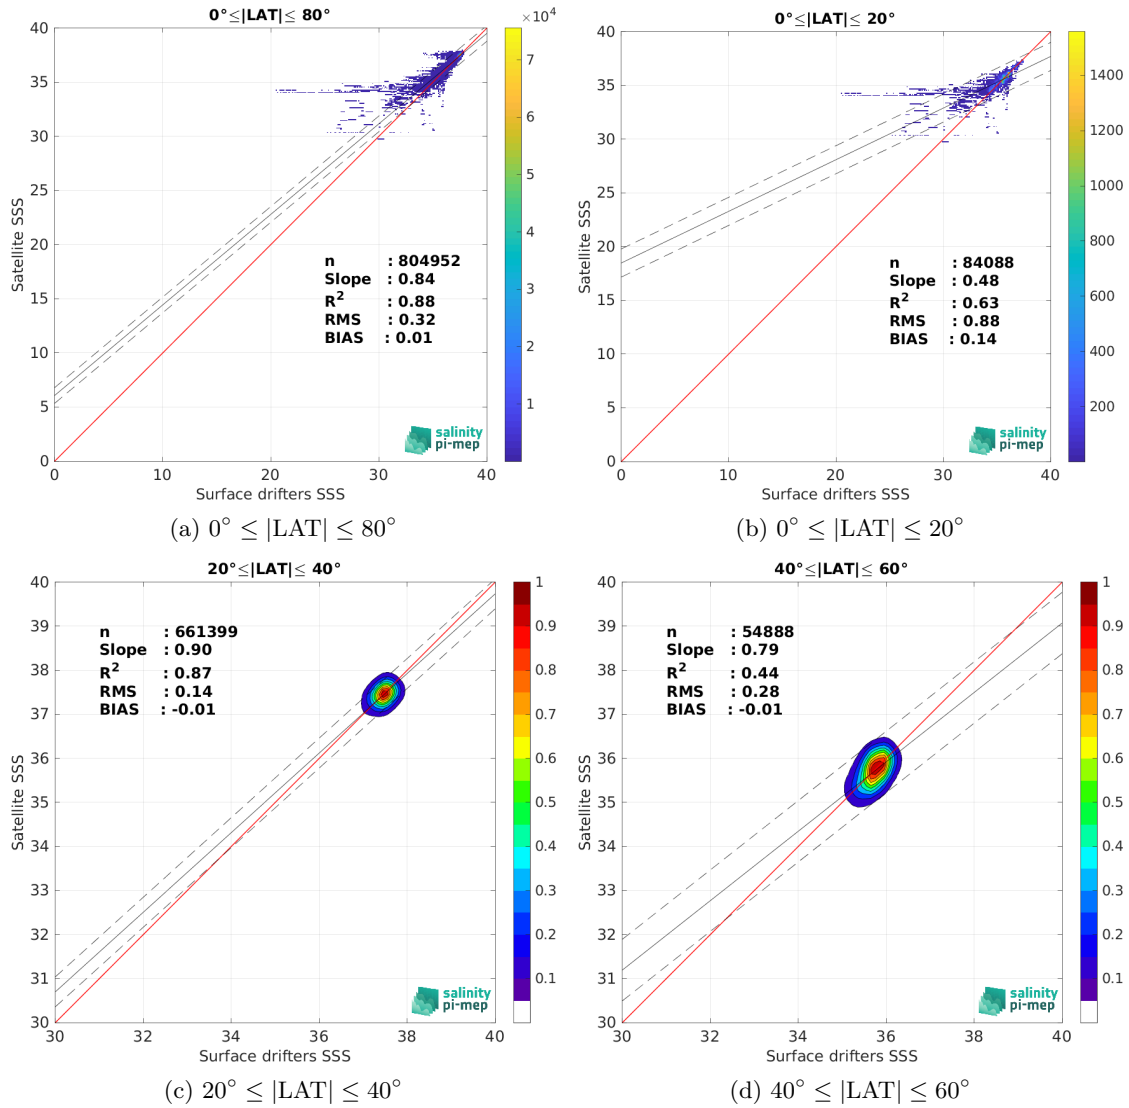 0°≤|LAT|≤ 80°
×10⁴
Satellite SSS
40
35
30
25
20
15
10
5
0
n : 804952
Slope : 0.84
R² : 0.88
RMS : 0.32
BIAS : 0.01
salinity
pi-mep
0 10 20 30 40
Surface drifters SSS
7
6
5
4
3
2
1
(a) 0° ≤ |LAT| ≤ 80°
0°≤|LAT|≤ 20°
Satellite SSS
40
35
30
25
20
15
10
5
0
n : 84088
Slope : 0.48
R² : 0.63
RMS : 0.88
BIAS : 0.14
salinity
pi-mep
0 10 20 30 40
Surface drifters SSS
1400
1200
1000
800
600
400
200
(b) 0° ≤ |LAT| ≤ 20°
20°≤|LAT|≤ 40°
Satellite SSS
40
39
38
37
36
35
34
33
32
31
30
n : 661399
Slope : 0.90
R² : 0.87
RMS : 0.14
BIAS : -0.01
salinity
pi-mep
30 32 34 36 38 40
Surface drifters SSS
1
0.9
0.8
0.7
0.6
0.5
0.4
0.3
0.2
0.1
(c) 20° ≤ |LAT| ≤ 40°
40°≤|LAT|≤ 60°
Satellite SSS
40
39
38
37
36
35
34
33
32
31
30
n : 54888
Slope : 0.79
R² : 0.44
RMS : 0.28
BIAS : -0.01
salinity
pi-mep
30 32 34 36 38 40
Surface drifters SSS
1
0.9
0.8
0.7
0.6
0.5
0.4
0.3
0.2
0.1
(d) 40° ≤ |LAT| ≤ 60°